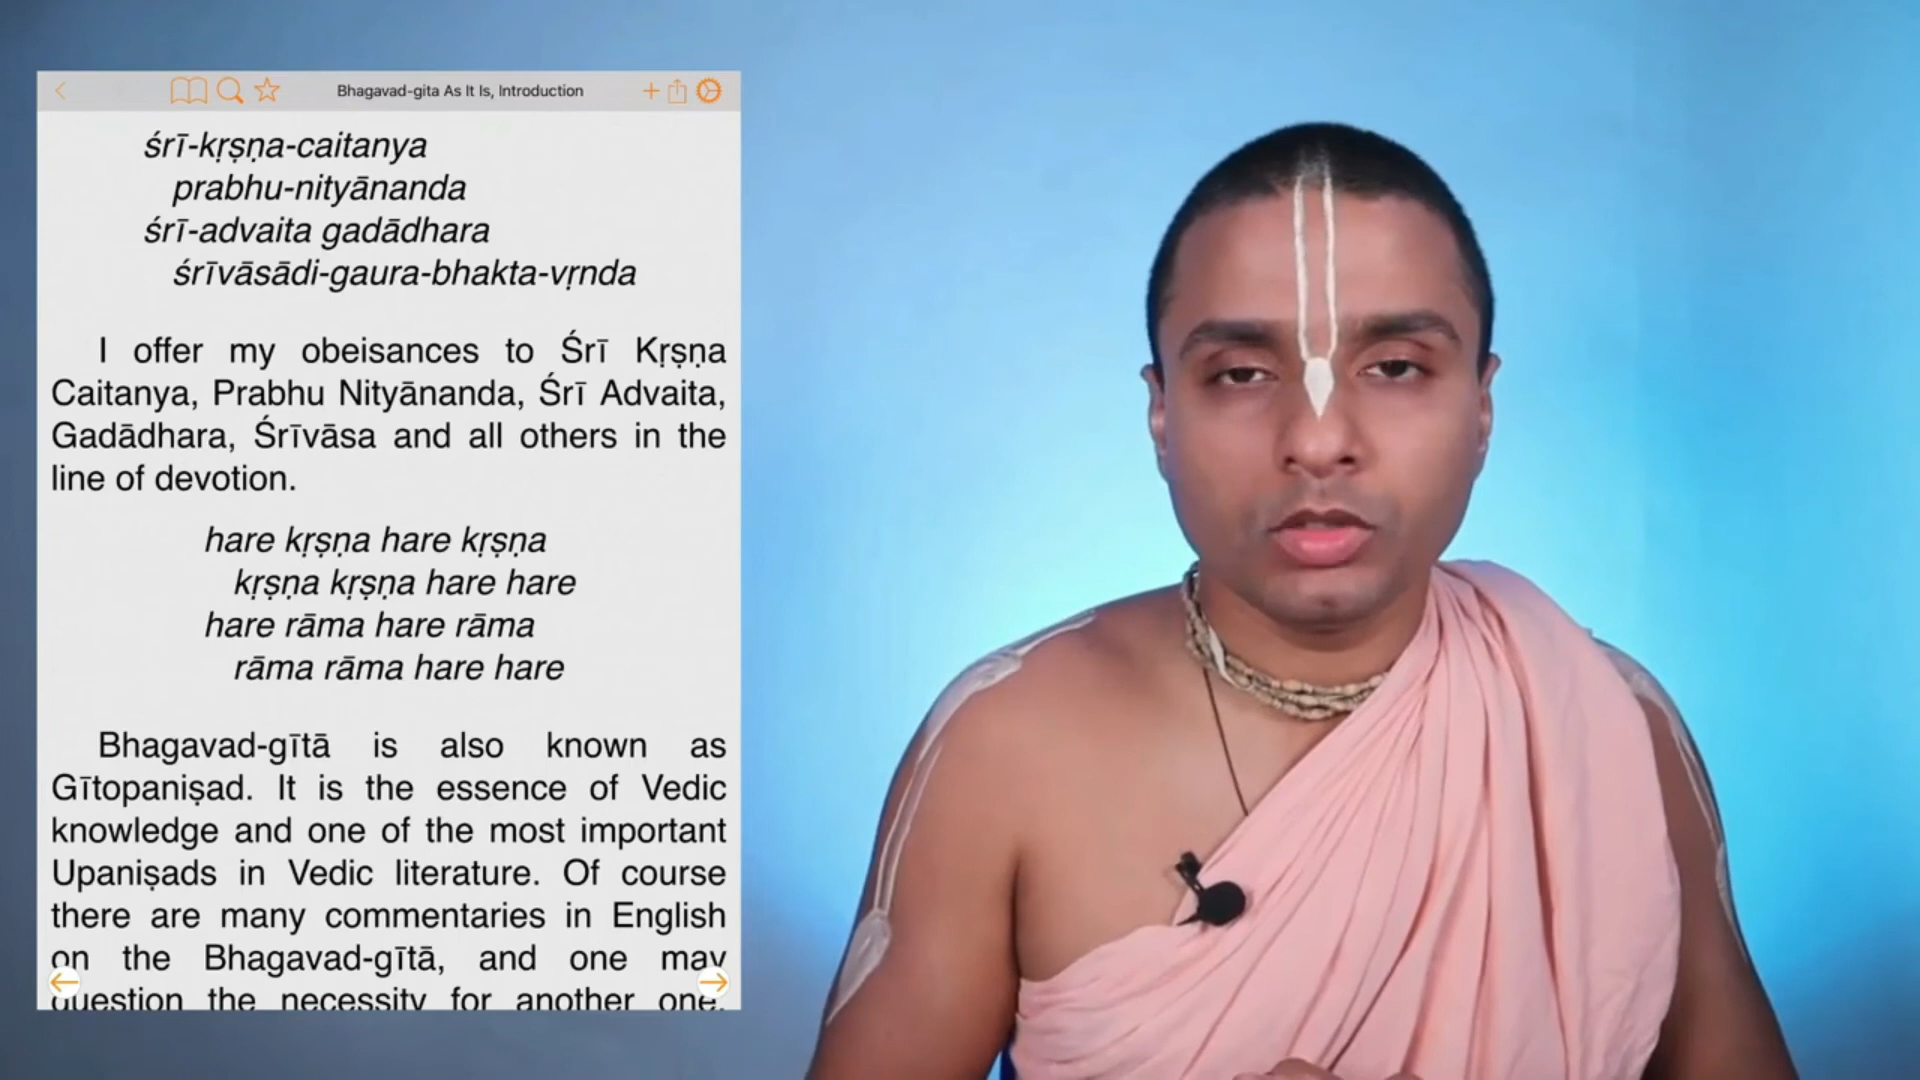 Bhagavad-gita As It Is, Introduction
śrī-kṛṣṇa-caitanya
prabhu-nityānanda
śrī-advaita gadādhara
śrīvāsādi-gaura-bhakta-vṛnda
I offer my obeisances to Śrī Kṛṣṇa
Caitanya, Prabhu Nityānanda, Śrī Advaita,
Gadādhara, Śrīvāsa and all others in the
line of devotion.
hare kṛṣṇa hare kṛṣṇa
kṛṣṇa kṛṣṇa hare hare
hare rāma hare rāma
rāma rāma hare hare
Bhagavad-gītā is also known as
Gītopaniṣad. It is the essence of Vedic
knowledge and one of the most important
Upaniṣads in Vedic literature. Of course
there are many commentaries in English
on the Bhagavad-gītā, and one may
question the necessity for another one.